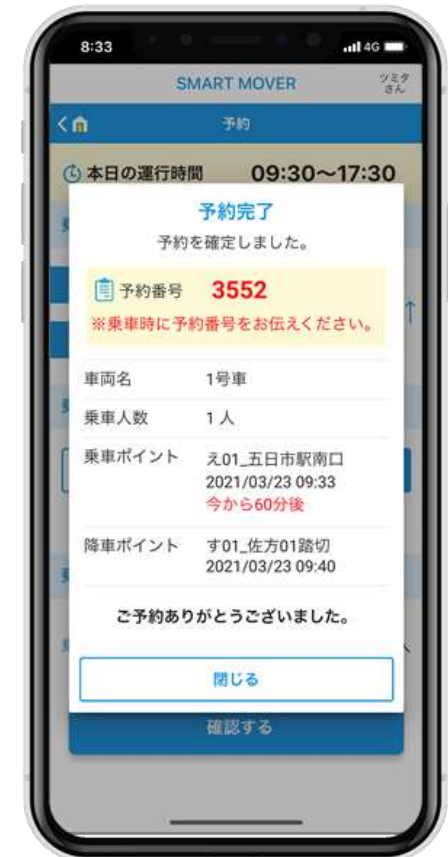 8:33
4G
SMART MOVER
ツミタ
さん
予約
本日の運行時間 09:30〜17:30
予約完了
予約を確定しました。
予約番号 3552
※乗車時に予約番号をお伝えください。
車両名 1号車
乗車人数 1 人
乗車ポイント え01_五日市駅南口
2021/03/23 09:33
今から60分後
降車ポイント す01_佐方01踏切
2021/03/23 09:40
ご予約ありがとうございました。
閉じる
確認する